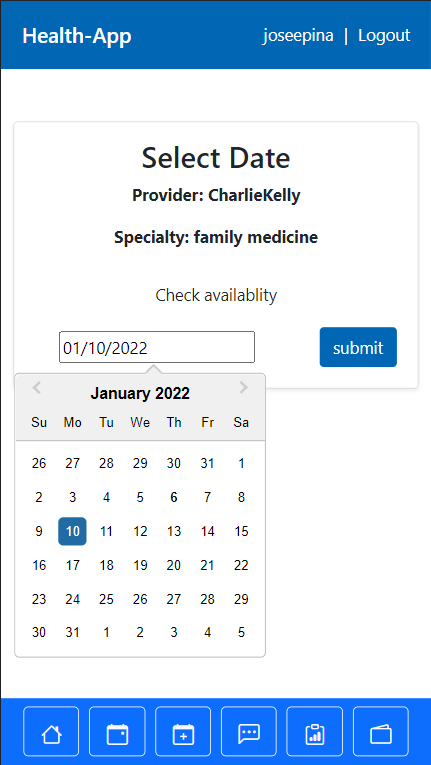 Health-App joseepina | Logout
Select Date
Provider: CharlieKelly
Specialty: family medicine
Check availablity
01/10/2022 submit
January 2022
Su Mo Tu We Th Fr Sa
26 27 28 29 30 31 1
2 3 4 5 6 7 8
9 10 11 12 13 14 15
16 17 18 19 20 21 22
23 24 25 26 27 28 29
30 31 1 2 3 4 5